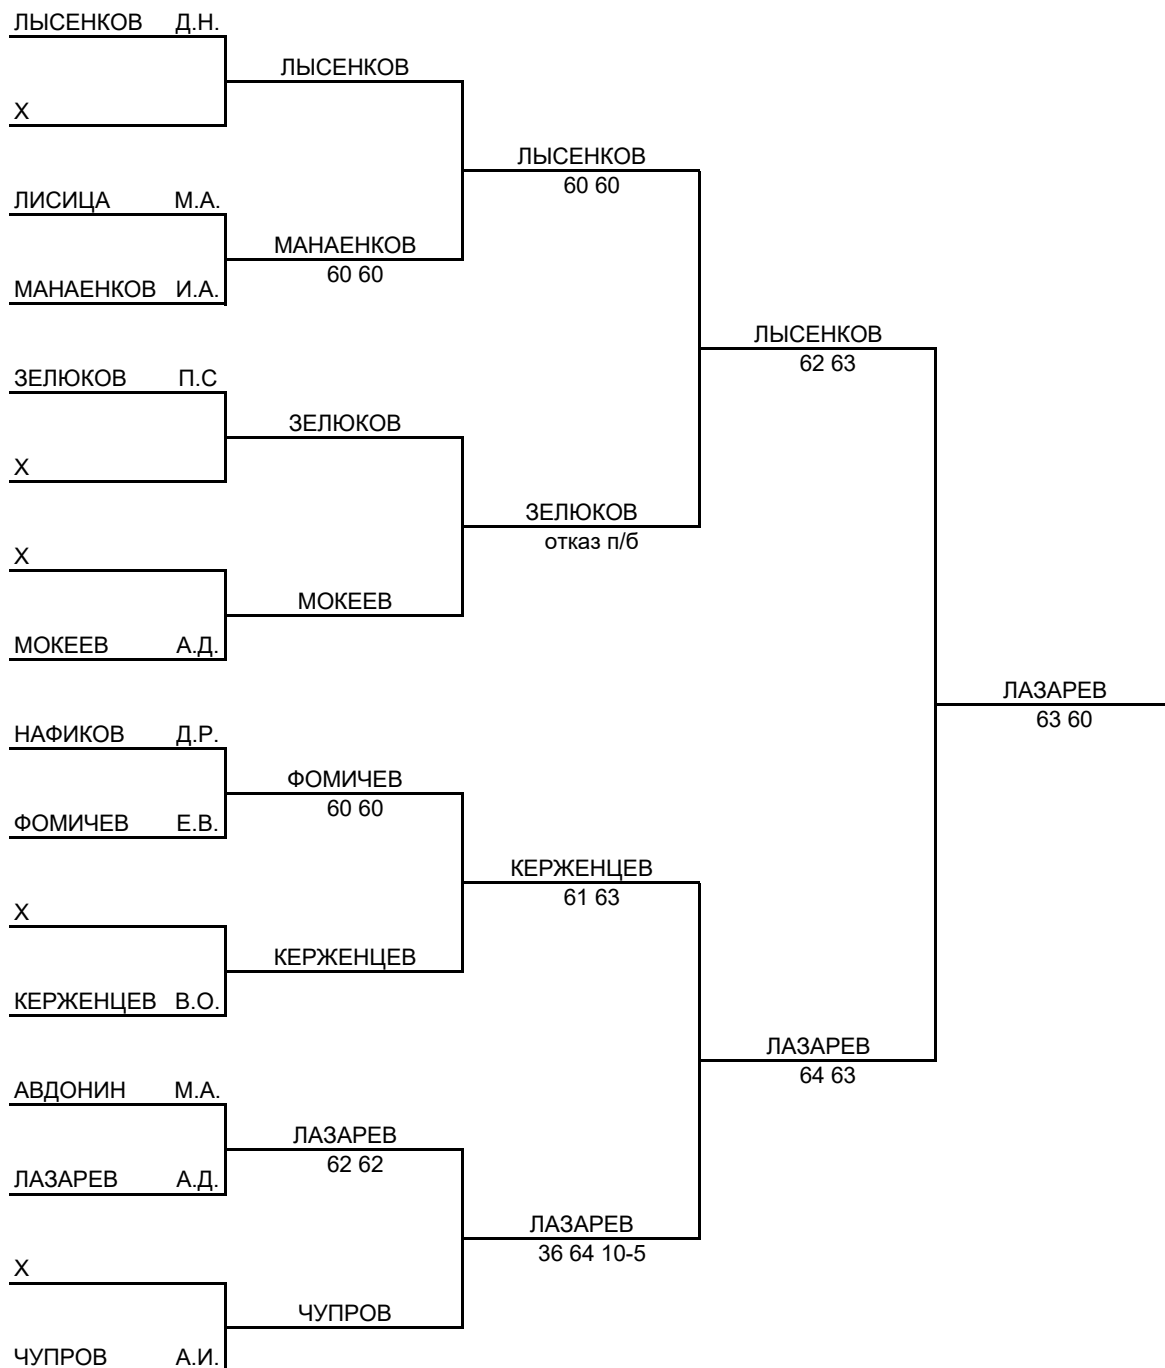 ЛЫСЕНКОВ Д.Н.
ЛЫСЕНКОВ
Х
ЛЫСЕНКОВ
60 60
ЛИСИЦА М.А.
МАНАЕНКОВ
60 60
МАНАЕНКОВ И.А.
ЛЫСЕНКОВ
62 63
ЗЕЛЮКОВ П.С
ЗЕЛЮКОВ
Х
ЗЕЛЮКОВ
отказ п/б
Х
МОКЕЕВ
МОКЕЕВ А.Д.
ЛАЗАРЕВ
63 60
НАФИКОВ Д.Р.
ФОМИЧЕВ
60 60
ФОМИЧЕВ Е.В.
КЕРЖЕНЦЕВ
61 63
Х
КЕРЖЕНЦЕВ
КЕРЖЕНЦЕВ В.О.
ЛАЗАРЕВ
64 63
АВДОНИН М.А.
ЛАЗАРЕВ
62 62
ЛАЗАРЕВ А.Д.
ЛАЗАРЕВ
36 64 10-5
Х
ЧУПРОВ
ЧУПРОВ А.И.